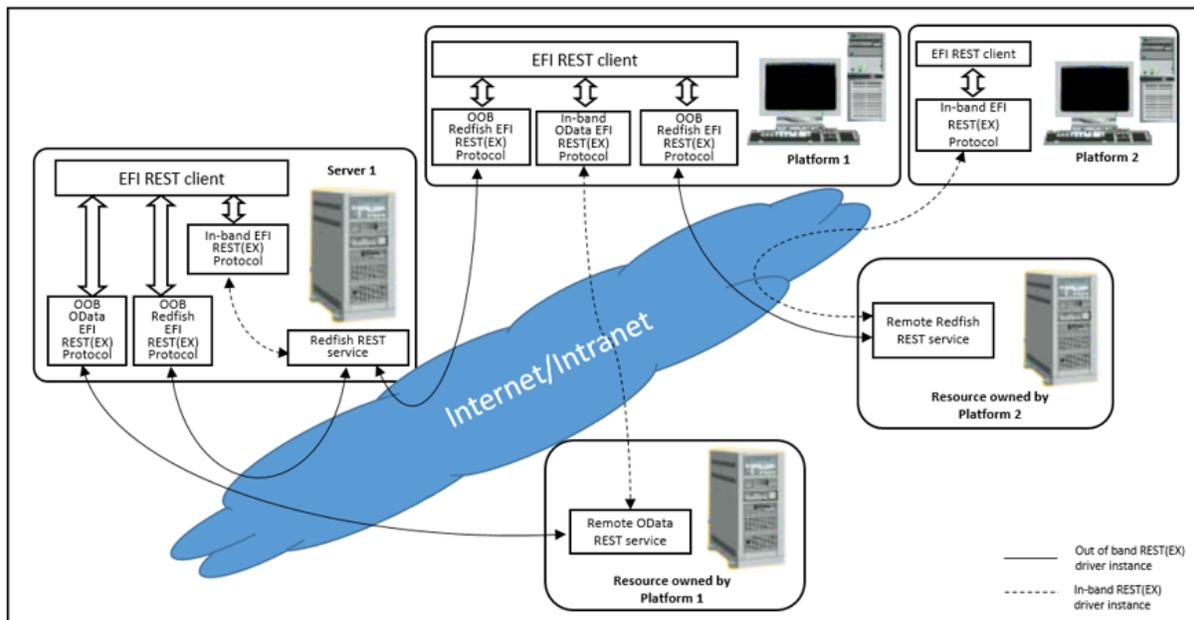 EFI REST client
OOB
Redfish EFI
REST(EX)
Protocol
In-band
OData EFI
REST(EX)
Protocol
OOB
Redfish EFI
REST(EX)
Protocol
Platform 1
EFI REST client
In-band EFI
REST(EX)
Protocol
Platform 2
Server 1
EFI REST client
In-band EFI
REST(EX)
Protocol
OOB
OData
EFI
REST(EX)
Protocol
OOB
Redfish
EFI
REST(EX)
Protocol
Redfish REST
service
Internet/Intranet
Remote Redfish
REST service
Resource owned by
Platform 2
Remote OData
REST service
Resource owned by
Platform 1
Out of band REST(EX)
driver instance
In-band REST(EX)
driver instance